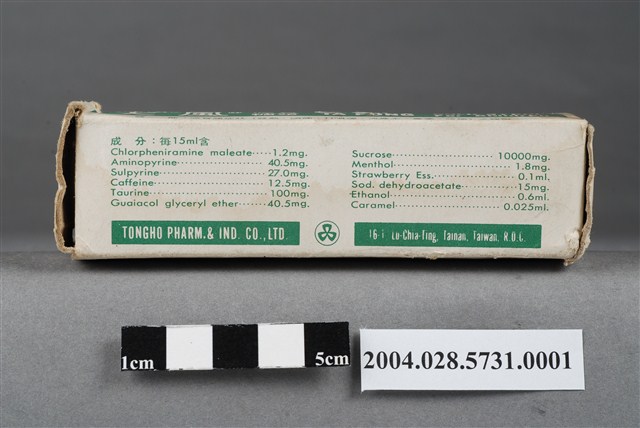 成 分：每15ml含
Chlorpheniramine maleate·····1.2mg.
Aminopyrine························40.5mg.
Sulpyrine···························27.0mg.
Caffeine····························12.5mg.
Taurine·····························100mg.
Guaiacol glyceryl ether········40.5mg.
TONGHO PHARM.& IND. CO.,LTD.
Sucrose··························10000mg.
Menthol····························1.8mg.
Strawberry Ess.···················0.1ml.
Sod. dehydroacetate············15mg.
Ethanol····························0.6ml.
Caramel·························0.025ml.
Lu-Chia-Ting, Tainan, Taiwan, R.O.C.
1cm
5cm
2004.028.5731.0001